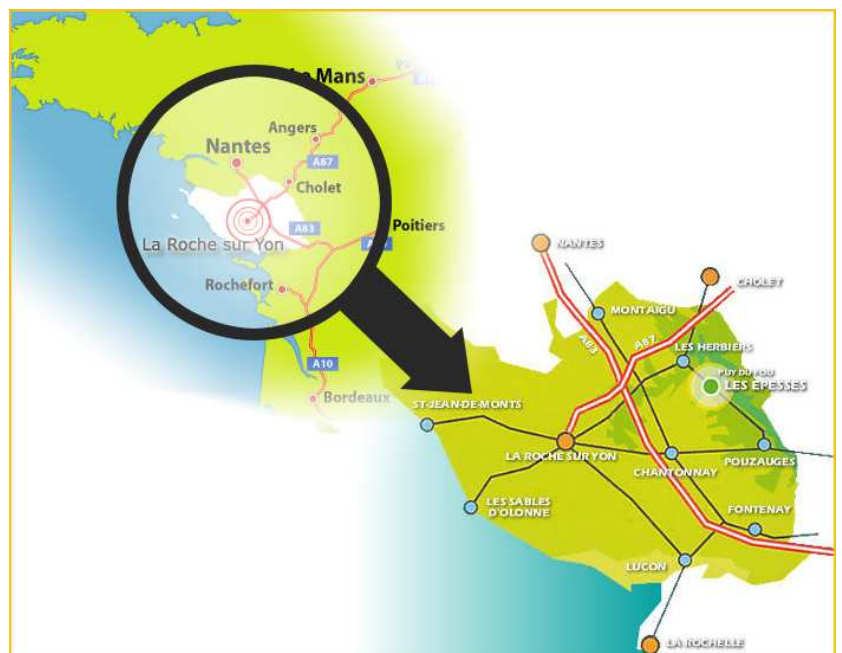 Le Mans
Angers
Nantes
A87
Cholet
A83
La Roche sur Yon
Poitiers
Rochefort
A10
Bordeaux
NANTES
CHOLET
MONTAIGU
A83
A87
LES HERBIERS
PUY DU FOU
LES ÉPESSES
ST-JEAN-DE-MONTS
LA ROCHE SUR YON
CHANTONNAY
POUZAUGES
LES SABLES
D'OLONNE
FONTENAY
LUCON
LA ROCHELLE